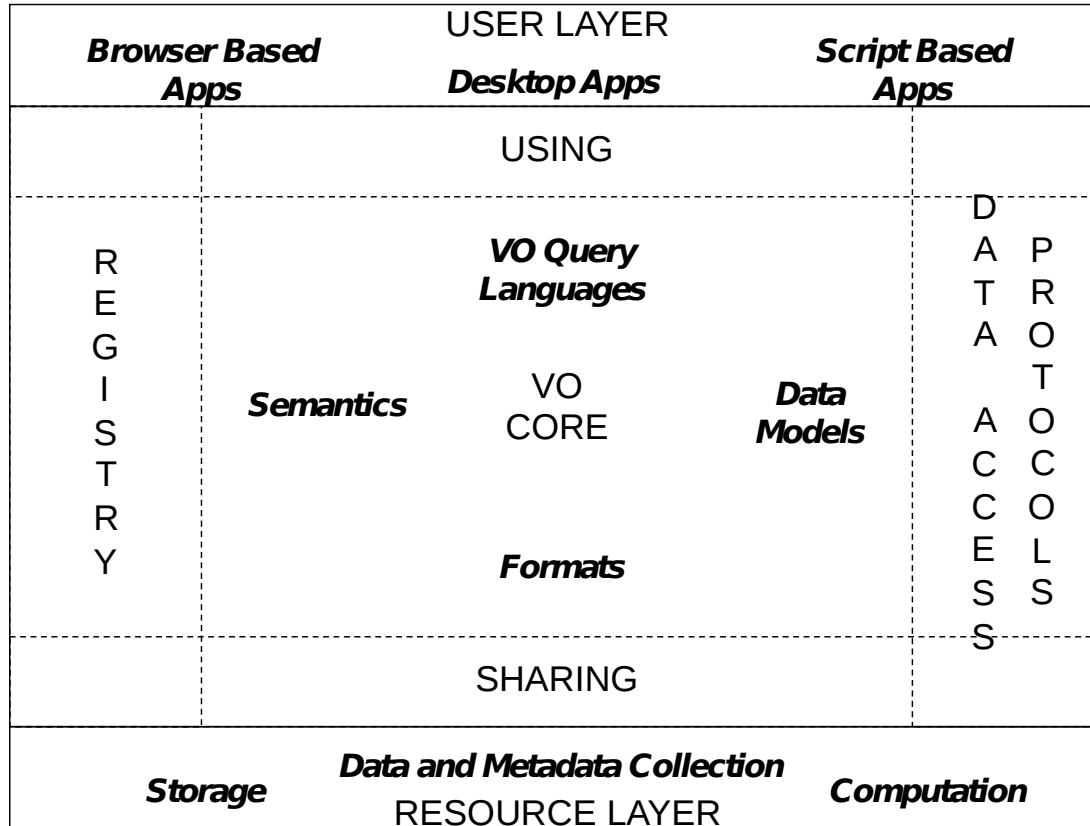 USER LAYER
Browser Based
Apps
Desktop Apps
Script Based
Apps
USING
REGISTRY
VO Query
Languages
Semantics
VO
CORE
Data
Models
Formats
DATA ACCESS
PROTOCOLS
SHARING
Storage
Data and Metadata Collection
Computation
RESOURCE LAYER